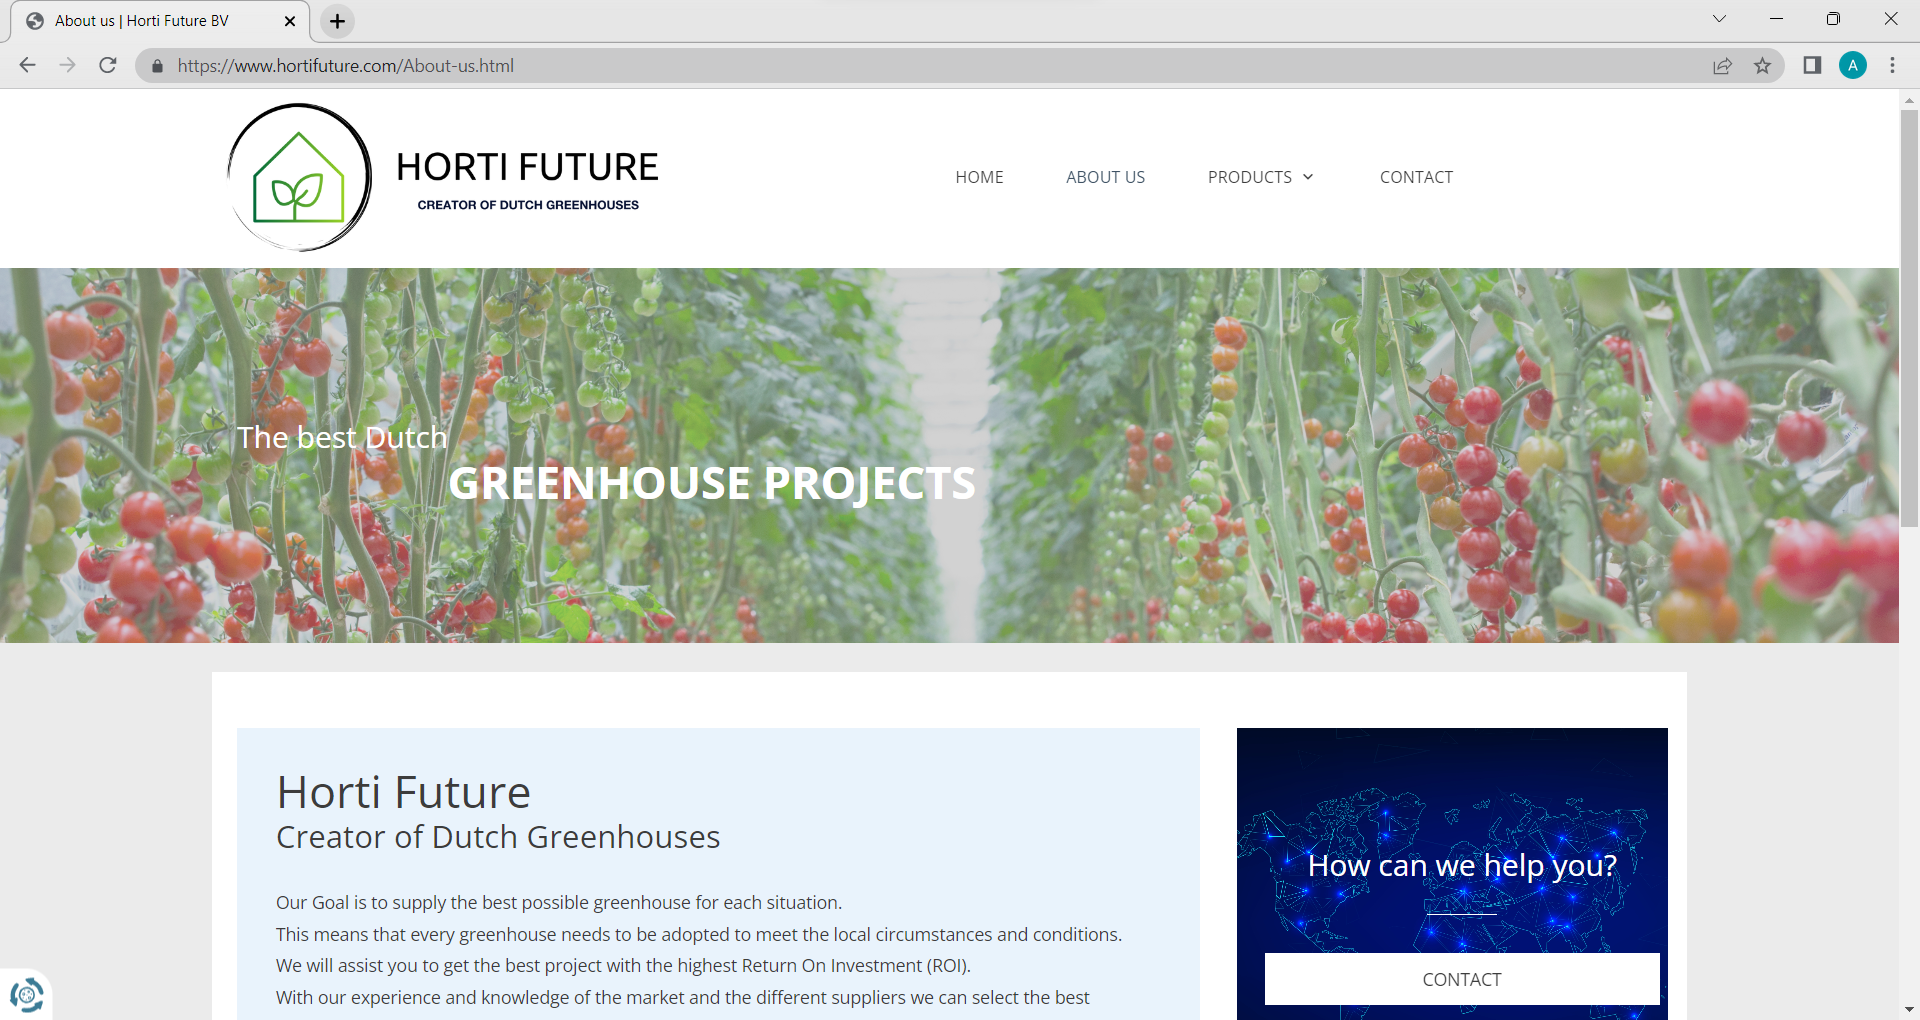 About us | Horti Future BV
A
https://www.hortifuture.com/About-us.html
HORTI FUTURE
CREATOR OF DUTCH GREENHOUSES
HOME
ABOUT US
PRODUCTS
CONTACT
The best Dutch
GREENHOUSE PROJECTS
Horti Future
Creator of Dutch Greenhouses
Our Goal is to supply the best possible greenhouse for each situation.
This means that every greenhouse needs to be adopted to meet the local circumstances and conditions.
We will assist you to get the best project with the highest Return On Investment (ROI).
With our experience and knowledge of the market and the different suppliers we can select the best
How can we help you?
CONTACT